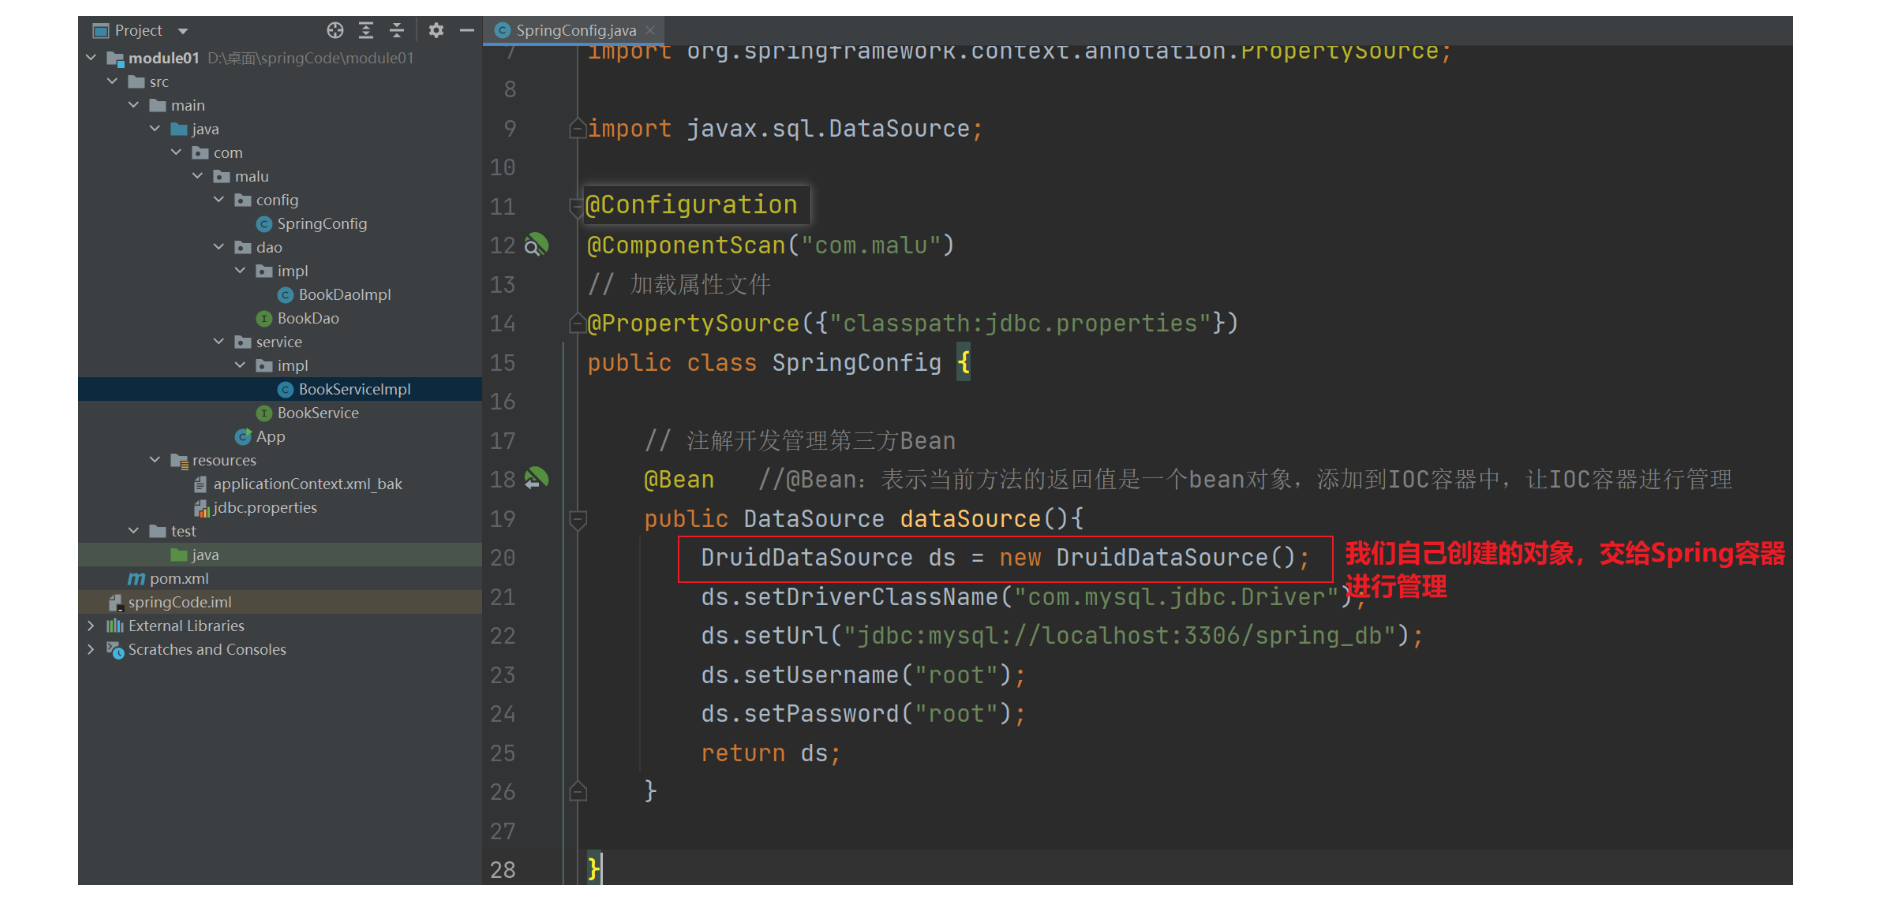 Project
module01 D:\桌面\springCode\module01
src
main
java
com
malu
config
SpringConfig
dao
impl
BookDaoImpl
BookDao
service
impl
BookServiceImpl
BookService
App
resources
applicationContext.xml_bak
jdbc.properties
test
java
pom.xml
springCode.iml
External Libraries
Scratches and Consoles
SpringConfig.java
7 import org.springframework.context.annotation.PropertySource;
8
9 import javax.sql.DataSource;
10
11 @Configuration
12 @ComponentScan("com.malu")
13 // 加载属性文件
14 @PropertySource({"classpath:jdbc.properties"})
15 public class SpringConfig {
16
17 // 注解开发管理第三方Bean
18 @Bean //@Bean: 表示当前方法的返回值是一个bean对象，添加到IOC容器中，让IOC容器进行管理
19 public DataSource dataSource(){
20 DruidDataSource ds = new DruidDataSource();
我们自己创建的对象，交给Spring容器
进行管理
21 ds.setDriverClassName("com.mysql.jdbc.Driver");
22 ds.setUrl("jdbc:mysql://localhost:3306/spring_db");
23 ds.setUsername("root");
24 ds.setPassword("root");
25 return ds;
26 }
27
28 }